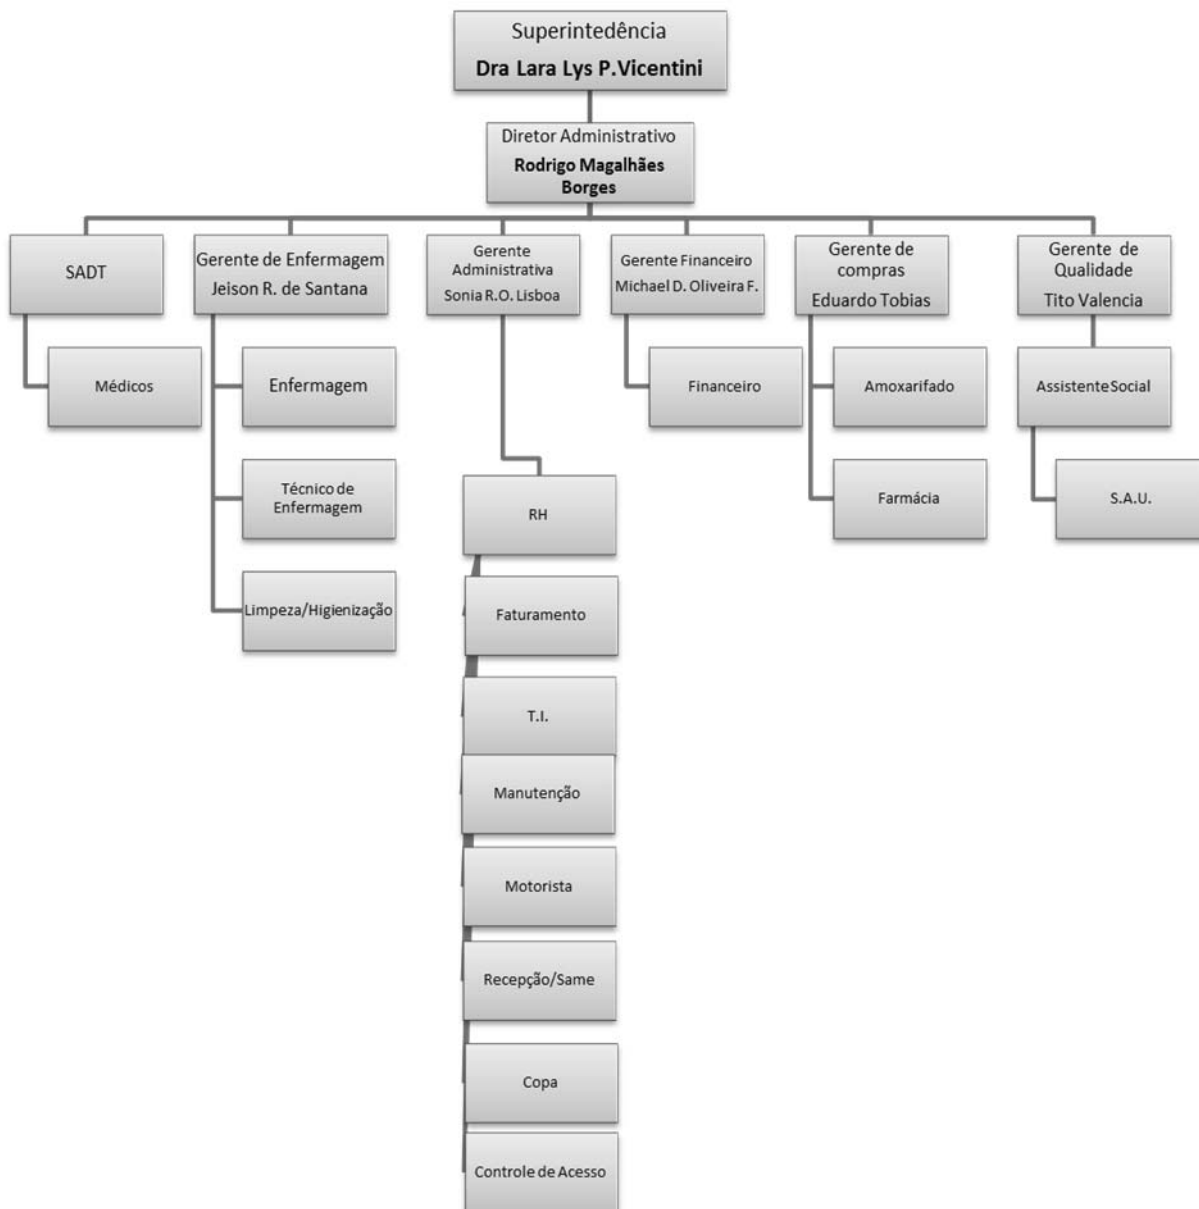 Superintedência
Dra Lara Lys P.Vicentini
Diretor Administrativo
Rodrigo Magalhães
Borges
SADT
Médicos
Gerente de Enfermagem
Jeison R. de Santana
Enfermagem
Técnico de
Enfermagem
Limpeza/Higienização
Gerente
Administrativa
Sonia R.O. Lisboa
RH
Faturamento
T.I.
Manutenção
Motorista
Recepção/Same
Copa
Controle de Acesso
Gerente Financeiro
Michael D. Oliveira F.
Financeiro
Gerente de
compras
Eduardo Tobias
Amoxarifado
Farmácia
Gerente de
Qualidade
Tito Valencia
Assistente Social
S.A.U.